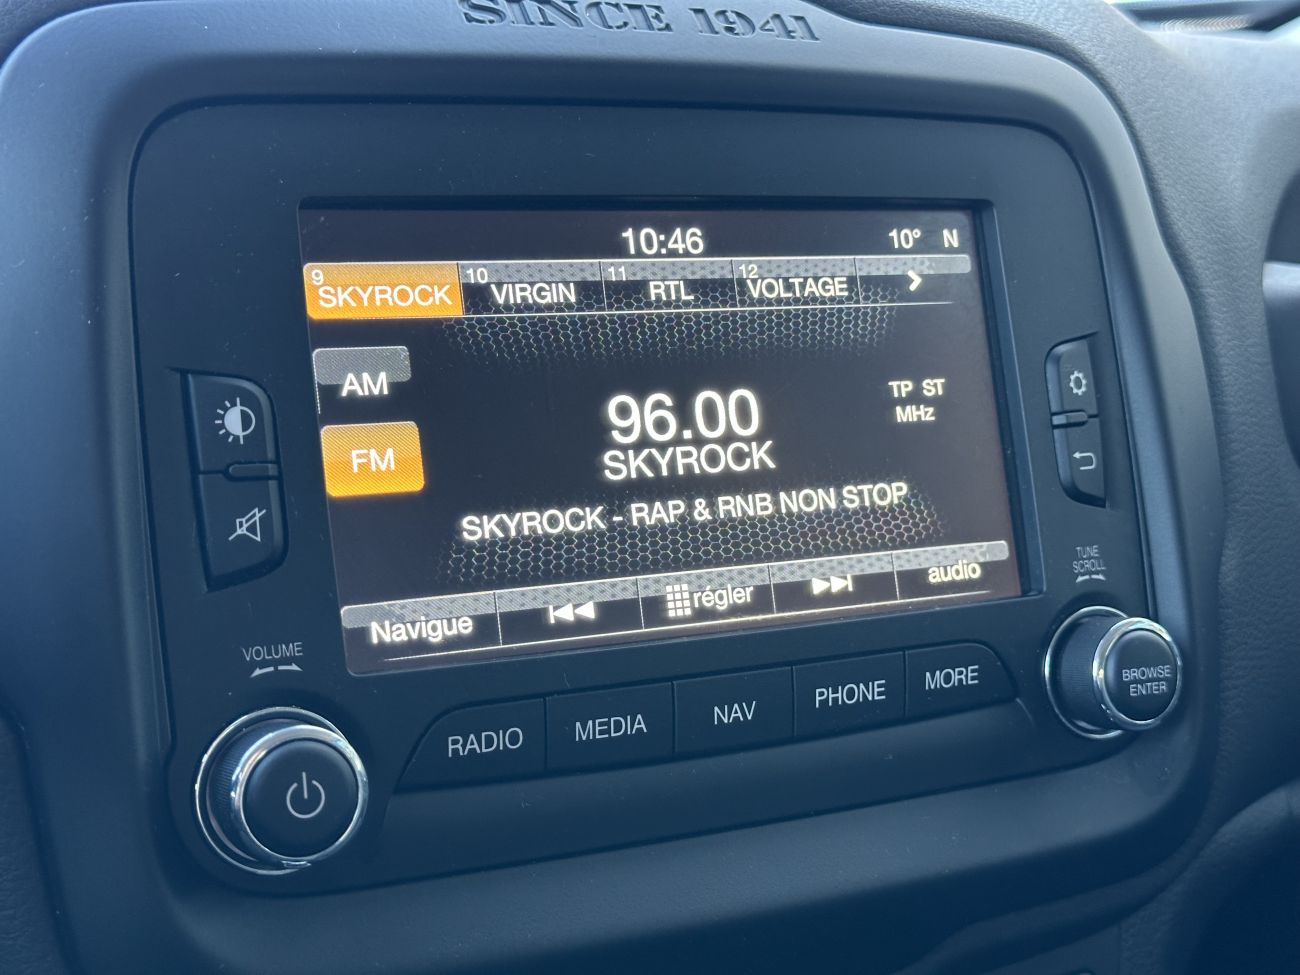 SINCE 1941
10:46
10° N
9 SKYROCK
10 VIRGIN
11 RTL
12 VOLTAGE
AM
FM
96.00
TP ST
MHz
SKYROCK
SKYROCK - RAP & RNB NON STOP
Navigue
régler
audio
VOLUME
TUNE
SCROLL
BROWSE
ENTER
RADIO
MEDIA
NAV
PHONE
MORE